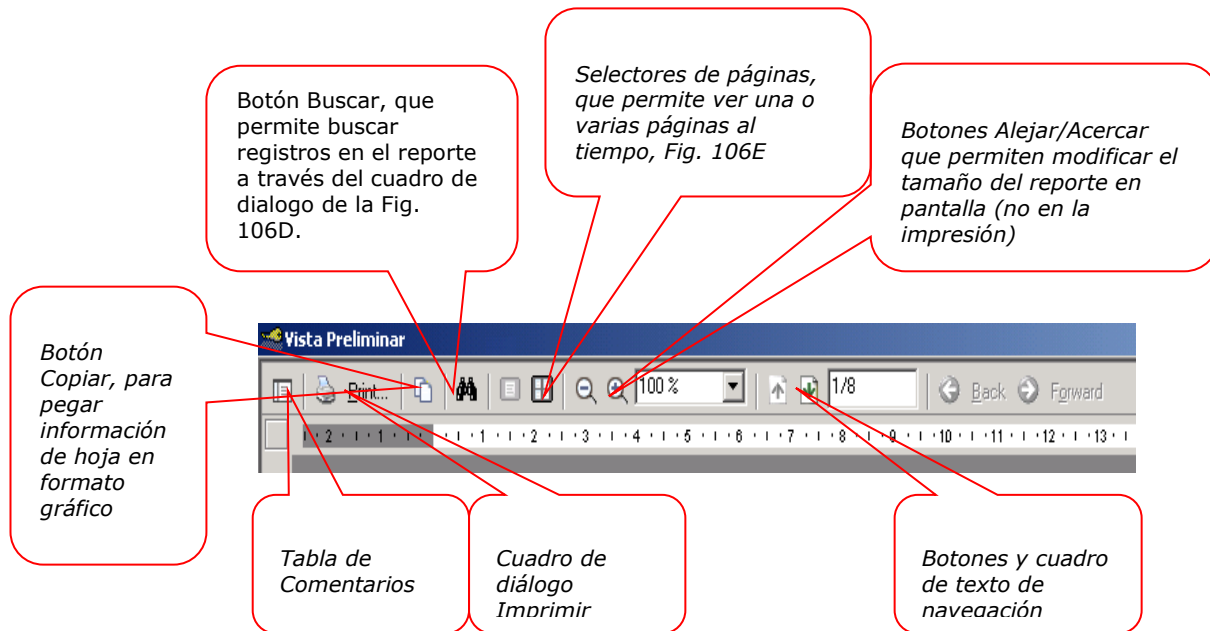 Botón Buscar, que
permite buscar
registros en el reporte
a través del cuadro de
dialogo de la Fig.
106D.
Selectores de páginas,
que permite ver una o
varias páginas al
tiempo, Fig. 106E
Botones Alejar/Acercar
que permiten modificar el
tamaño del reporte en
pantalla (no en la
impresión)
Botón
Copiar, para
pegar
información
de hoja en
formato
gráfico
Vista Preliminar
Print... 100 % 1/8 Back Forward
2 1 1 2 3 4 5 6 7 8 9 10 11 12 13
Tabla de
Comentarios
Cuadro de
diálogo
Imprimir
Botones y cuadro
de texto de
navegación